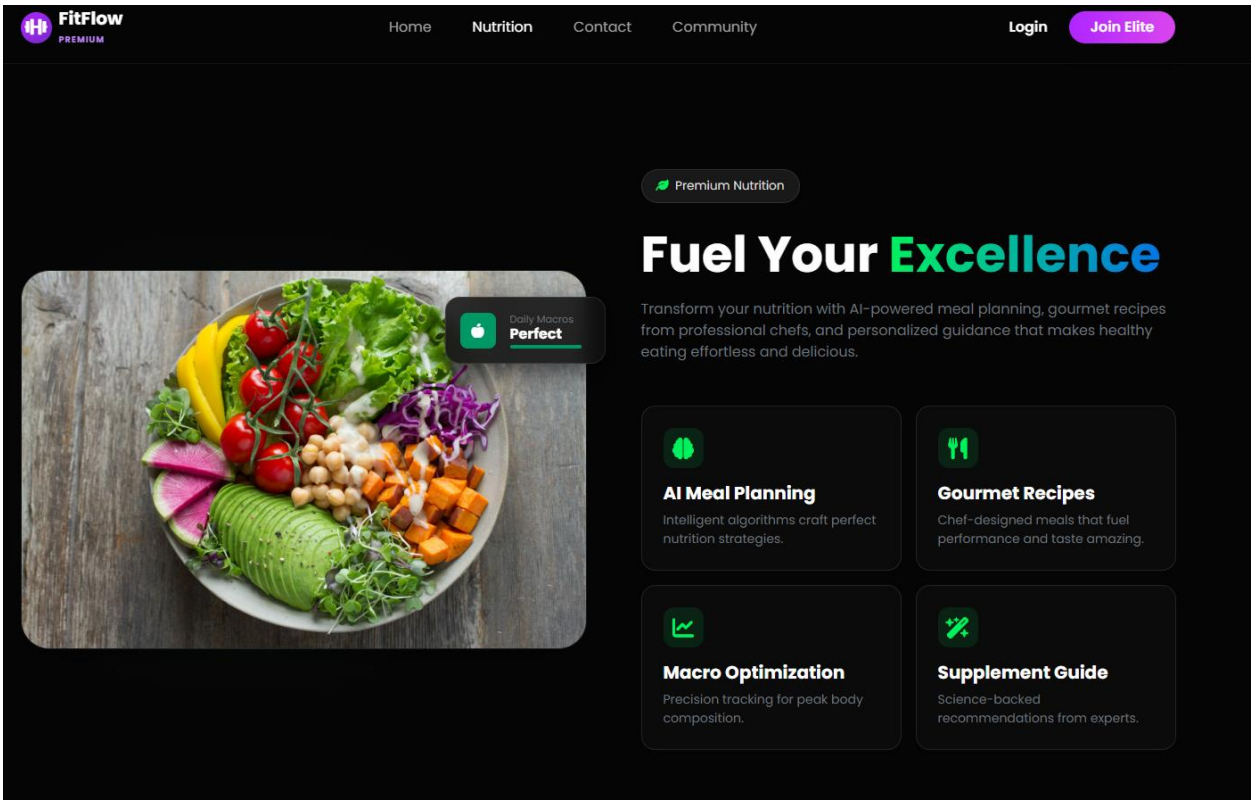 FitFlow
PREMIUM
Home
Nutrition
Contact
Community
Login
Join Elite
Premium Nutrition
Fuel Your Excellence
Transform your nutrition with AI-powered meal planning, gourmet recipes
from professional chefs, and personalized guidance that makes healthy
eating effortless and delicious.
Daily Macros
Perfect
AI Meal Planning
Intelligent algorithms craft perfect
nutrition strategies.
Gourmet Recipes
Chef-designed meals that fuel
performance and taste amazing.
Macro Optimization
Precision tracking for peak body
composition.
Supplement Guide
Science-backed
recommendations from experts.